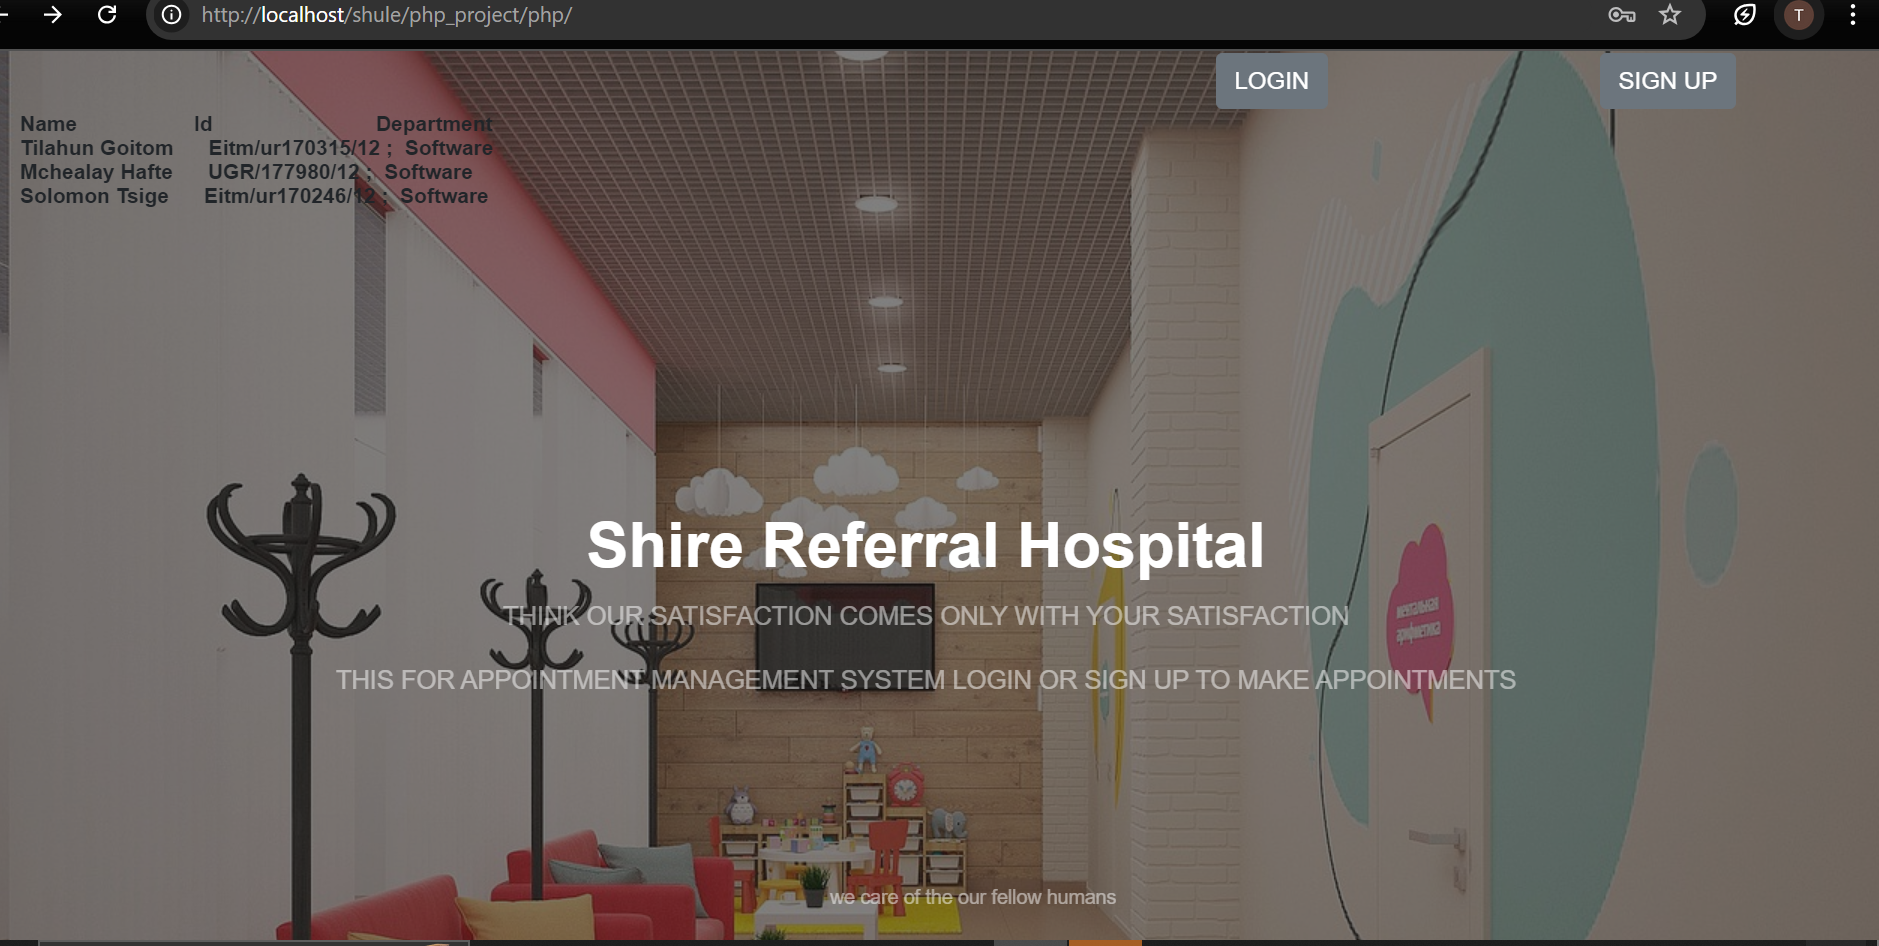 http://localhost/shule/php_project/php/
T
LOGIN SIGN UP
Name Id Department
Tilahun Goitom Eitm/ur170315/12 ; Software
Mchealay Hafte UGR/177980/12 ; Software
Solomon Tsige Eitm/ur170246/12 ; Software
Shire Referral Hospital
THINK OUR SATISFACTION COMES ONLY WITH YOUR SATISFACTION
THIS FOR APPOINTMENT MANAGEMENT SYSTEM LOGIN OR SIGN UP TO MAKE APPOINTMENTS
we care of the our fellow humans